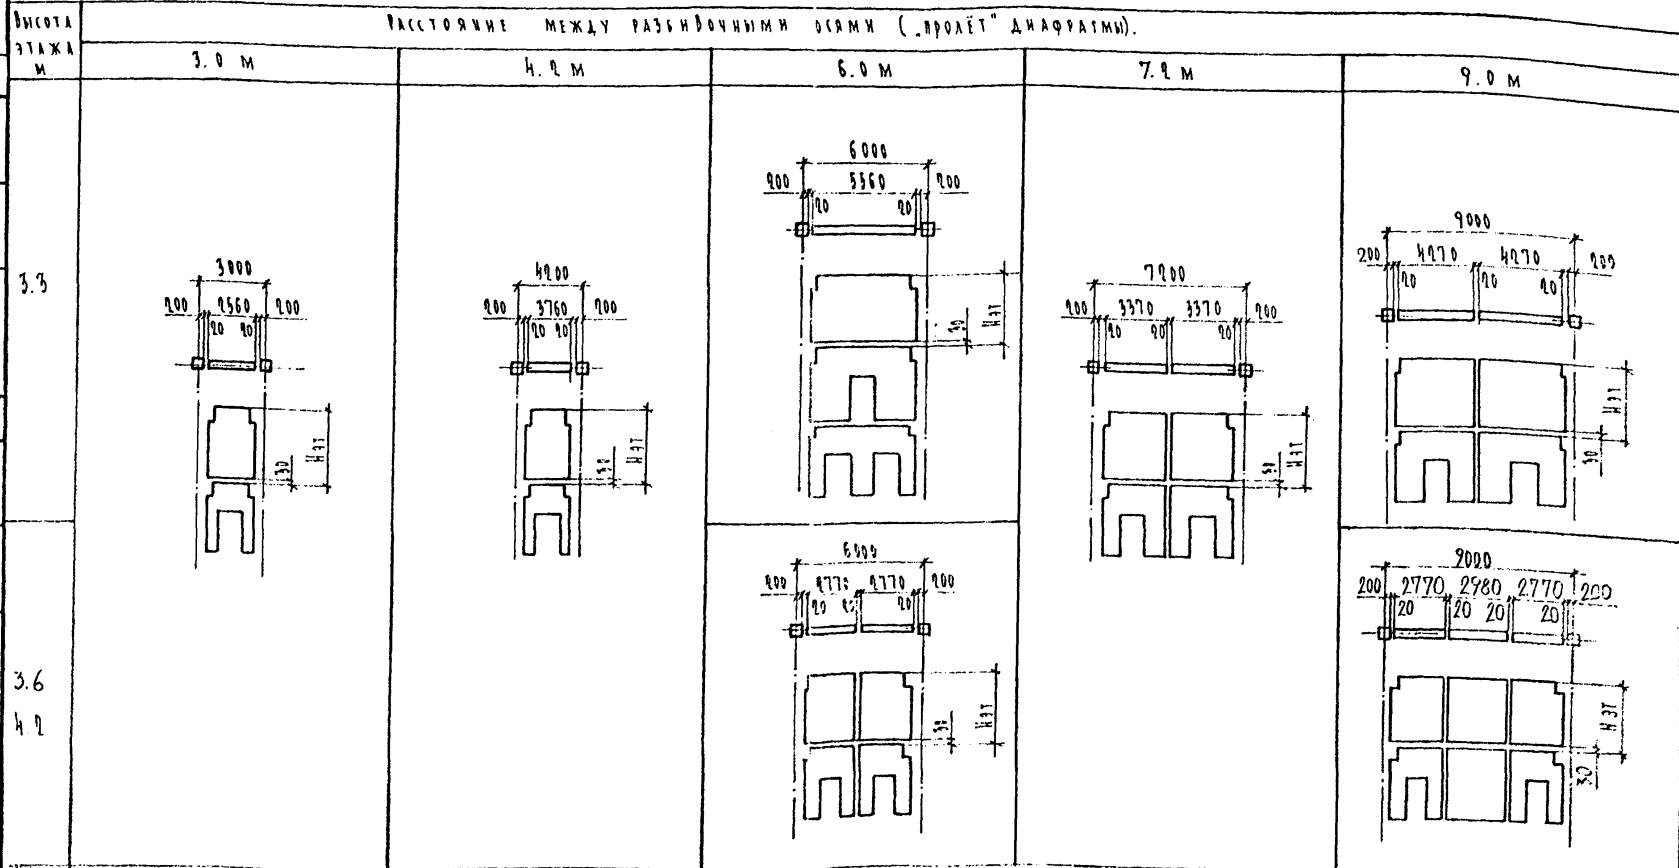 Высота этажа м.
Расстояние между разбивочными осями („пролёт" диафрагмы).
3.0 м
4.2 м
6.0 м
7.2 м
9.0 м
3.3
3000
200 2560 200
20 20
30
Нэт
4200
200 3760 200
20 20
30
Нэт
6000
200 5560 200
20 20
30
Нэт
7200
200 3370 3370 200
20 20 20
30
Нэт
9000
200 4270 4270 200
20 20 20
Нэт
30
3.6
4.2
6000
200 2770 2770 200
20 20 20
30
Нэт
9000
200 2770 2980 2770 200
20 20 20 20
Нэт
30